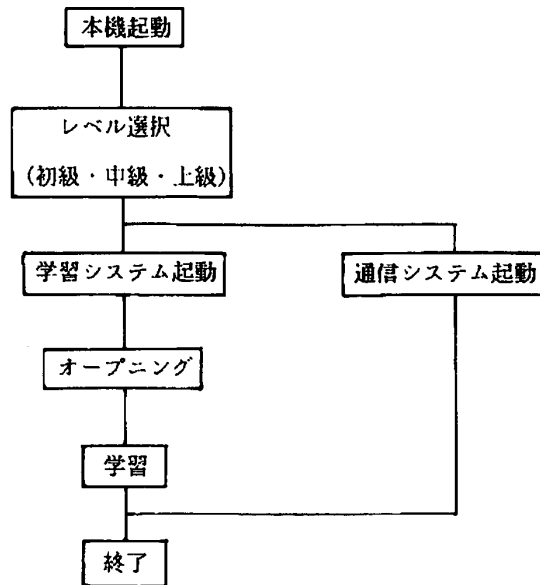 本機起動
レベル選択
(初級・中級・上級)
学習システム起動
通信システム起動
オープニング
学習
終了